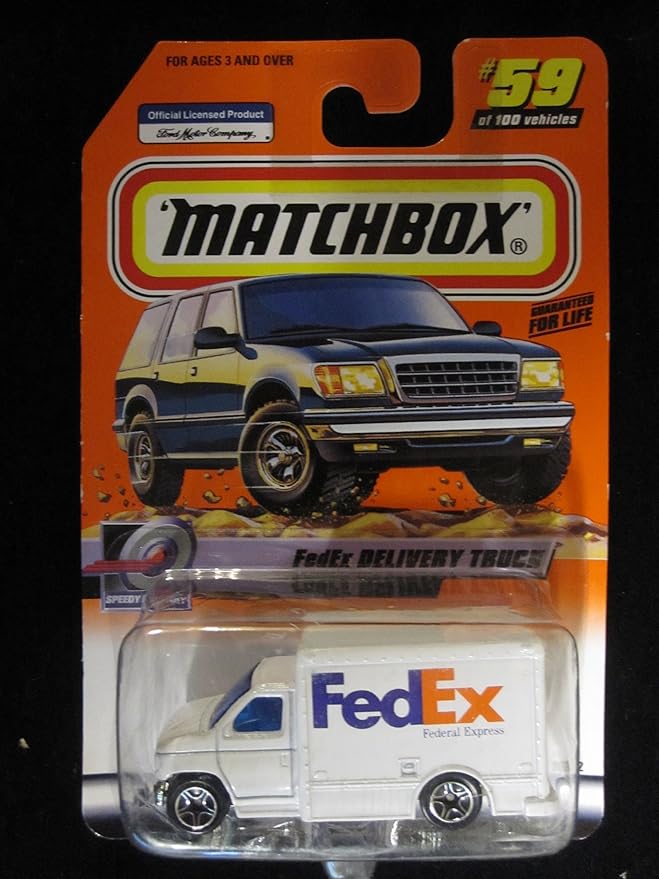 FOR AGES 3 AND OVER
#59
of 100 vehicles
Official Licensed Product
Ford Motor Company,
'MATCHBOX'®
GUARANTEED
FOR LIFE
FedEx DELIVERY TRUCK
SPEEDY
FedEx
Federal Express
2